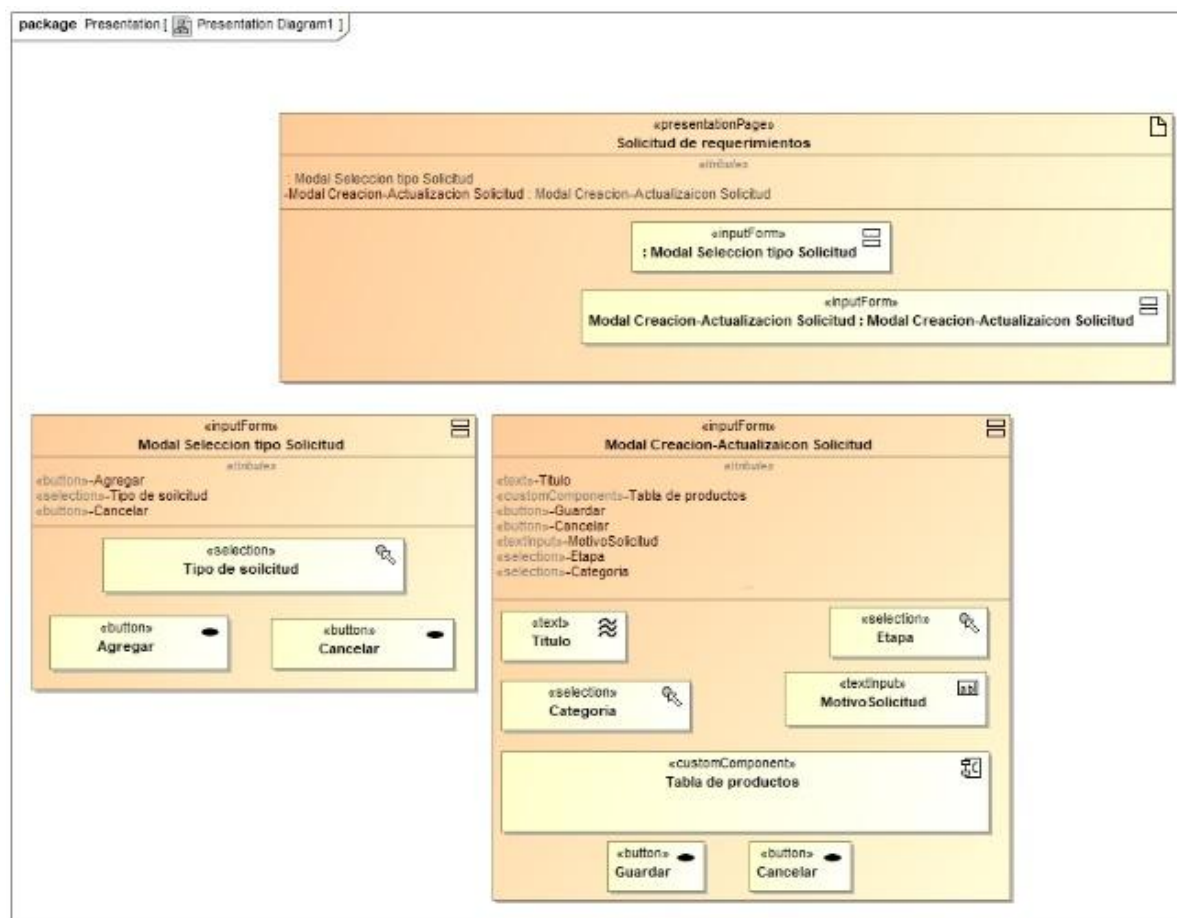 package Presentation [ Presentation Diagram1 ]
«presentationPage»
Solicitud de requerimientos
attributes
: Modal Seleccion tipo Solicitud
-Modal Creacion-Actualizacion Solicitud : Modal Creacion-Actualizaicon Solicitud
«inputForm»
: Modal Seleccion tipo Solicitud
«inputForm»
Modal Creacion-Actualizacion Solicitud : Modal Creacion-Actualizaicon Solicitud
«inputForm»
Modal Seleccion tipo Solicitud
attributes
«button»-Agregar
«selection»-Tipo de soilcitud
«button»-Cancelar
«selection»
Tipo de soilcitud
«button»
Agregar
«button»
Cancelar
«inputForm»
Modal Creacion-Actualizaicon Solicitud
attributes
«text»-Titulo
«customComponent»-Tabla de productos
«button»-Guardar
«button»-Cancelar
«textInput»-MotivoSolicitud
«selection»-Etapa
«selection»-Categoria
«text»
Titulo
«selection»
Etapa
«selection»
Categoria
«textInput»
MotivoSolicitud
«customComponent»
Tabla de productos
«button»
Guardar
«button»
Cancelar